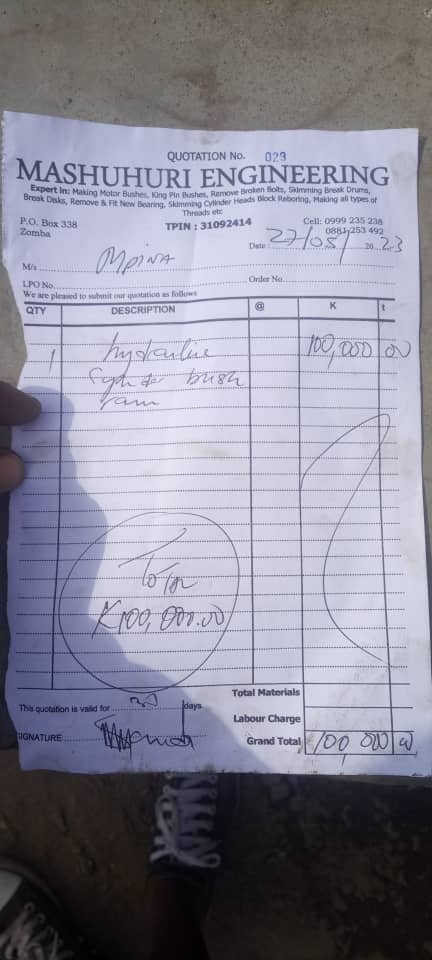 QUOTATION No. 023
MASHUHURI ENGINEERING
Expert in: Making Motor Bushes, King Pin Bushes, Remove Broken Bolts, Skimming Break Drums,
Break Disks, Remove & Fit New Bearing, Skimming Cylinder Heads Block Reboring, Making all types of
Threads etc
P.O. Box 338
Zomba
TPIN : 31092414
Cell: 0999 235 238
0881 253 492
Date : 27/08/ 20 23
M/s Mpina
LPO No. Order No.
We are pleased to submit our quotation as follows
QTY DESCRIPTION @ K t
1 hydraulic 100,000 00
cylinder bush
ram
Total
K100,000.00
Total Materials
This quotation is valid for 30 days
Labour Charge
SIGNATURE
Grand Total 100 000 00